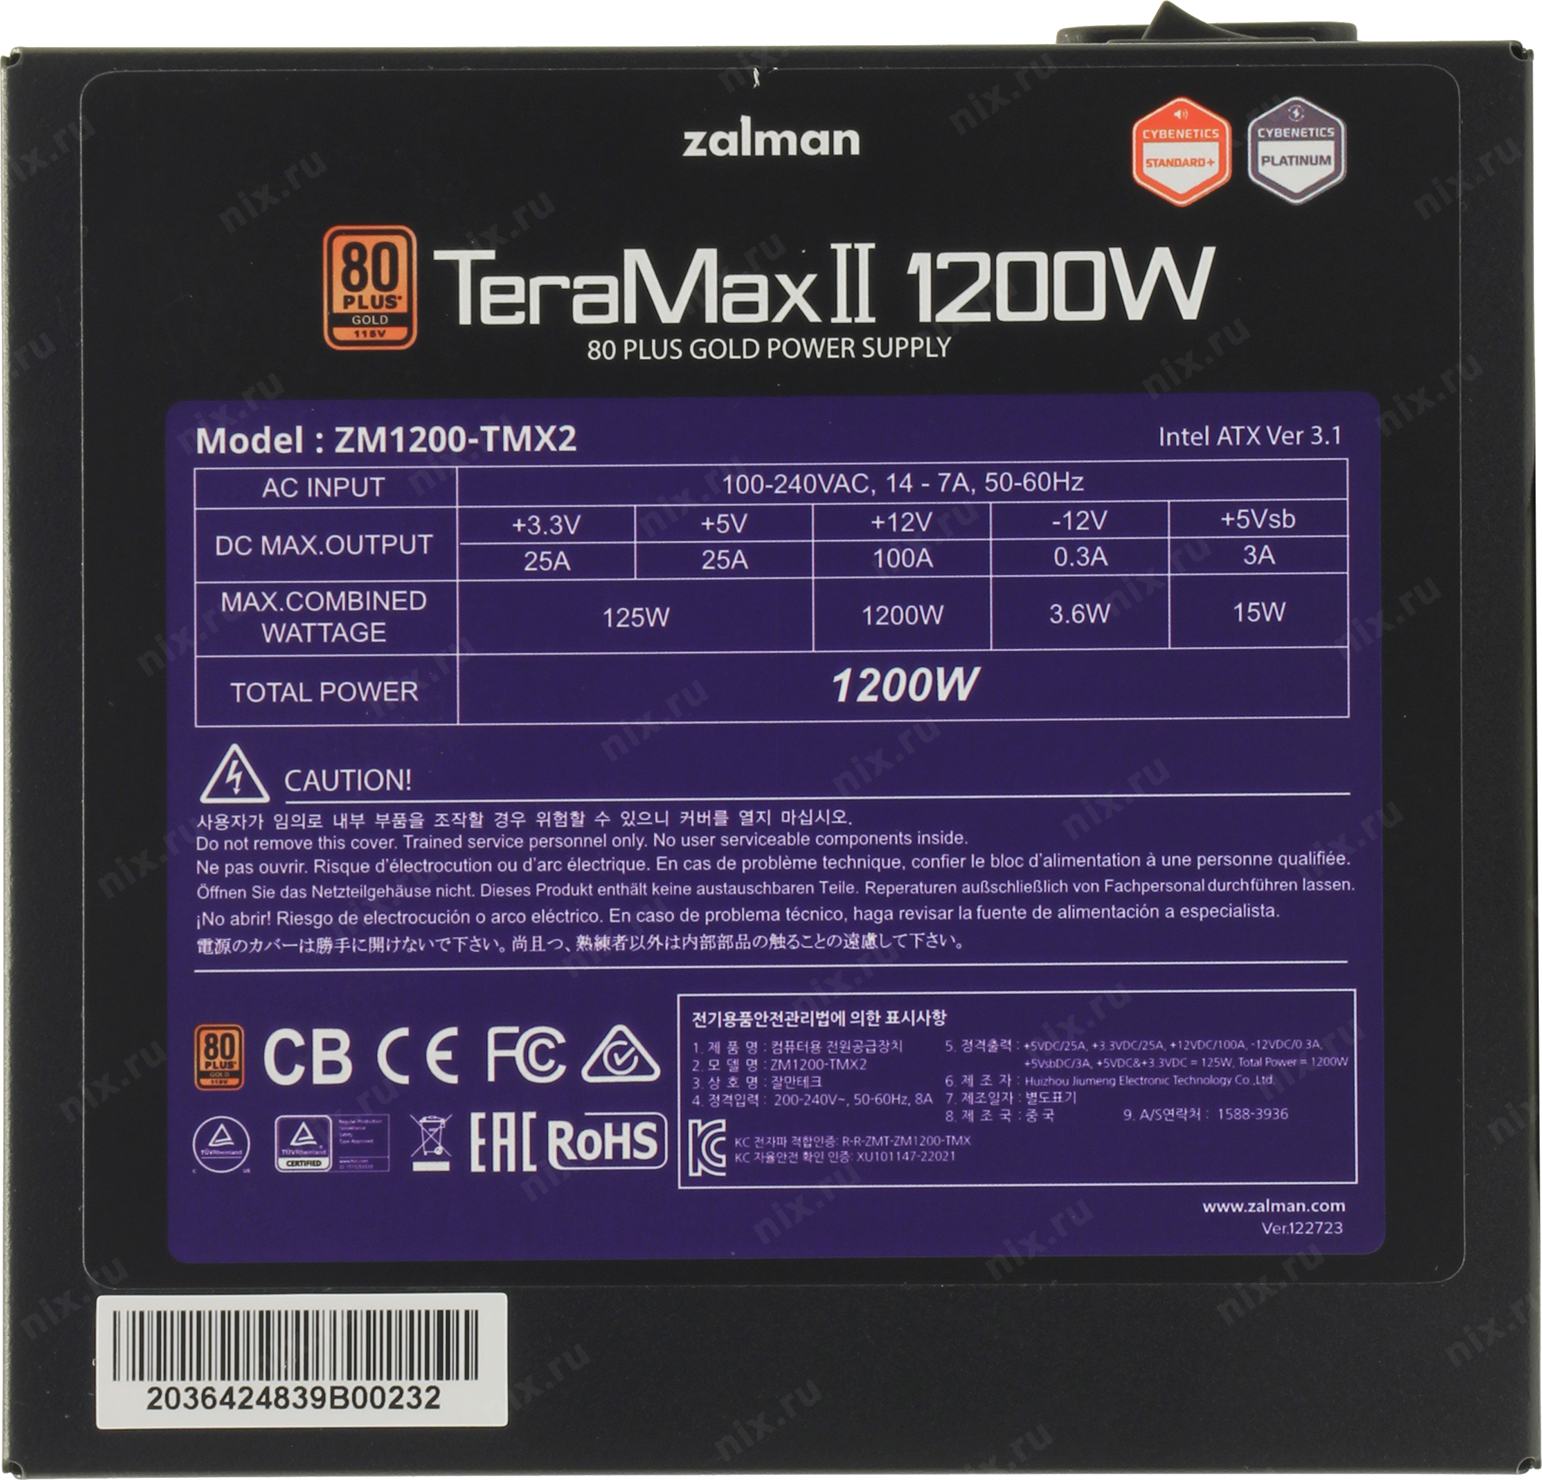 zalman
CYBENETICS
STANDARD+
CYBENETICS
PLATINUM
80
PLUS
GOLD
115V
TeraMax II 1200W
80 PLUS GOLD POWER SUPPLY
Model : ZM1200-TMX2
Intel ATX Ver 3.1
AC INPUT 100-240VAC, 14 - 7A, 50-60Hz
DC MAX.OUTPUT
+3.3V +5V +12V -12V +5Vsb
25A 25A 100A 0.3A 3A
MAX.COMBINED
WATTAGE
125W 1200W 3.6W 15W
TOTAL POWER 1200W
CAUTION!
사용자가 임의로 내부 부품을 조작할 경우 위험할 수 있으니 커버를 열지 마십시오.
Do not remove this cover. Trained service personnel only. No user serviceable components inside.
Ne pas ouvrir. Risque d'électrocution ou d'arc électrique. En cas de problème technique, confier le bloc d'alimentation à une personne qualifiée.
Öffnen Sie das Netzteilgehäuse nicht. Dieses Produkt enthält keine austauschbaren Teile. Reperaturen außschließlich von Fachpersonal durchführen lassen.
¡No abrir! Riesgo de electrocución o arco eléctrico. En caso de problema técnico, haga revisar la fuente de alimentación a especialista.
電源のカバーは勝手に開けないで下さい。尚且つ、熟練者以外は内部部品の触ることの遠慮して下さい。
80
PLUS
GOLD
115V
CB CE FC
TÜVRheinland
TÜVRheinland
CERTIFIED
EAC RoHS
전기용품안전관리법에 의한 표시사항
1. 제 품 명 : 컴퓨터용 전원공급장치
2. 모 델 명 : ZM1200-TMX2
3. 상 호 명 : 잘만테크
4. 정격입력 : 200-240V~, 50-60Hz, 8A
5. 정격출력 : +5VDC/25A, +3.3VDC/25A, +12VDC/100A, -12VDC/0.3A,
+5VsbDC/3A, +5VDC&+3.3VDC = 125W, Total Power = 1200W
6. 제 조 자 : Huizhou Jiumeng Electronic Technology Co.,Ltd.
7. 제조일자 : 별도표기
8. 제 조 국 : 중 국
9. A/S연락처 : 1588-3936
KC 전자파 적합인증: R-R-ZMT-ZM1200-TMX
KC 자율안전 확인 인증: XU101147-22021
www.zalman.com
Ver.122723
2036424839B00232
nix.ru